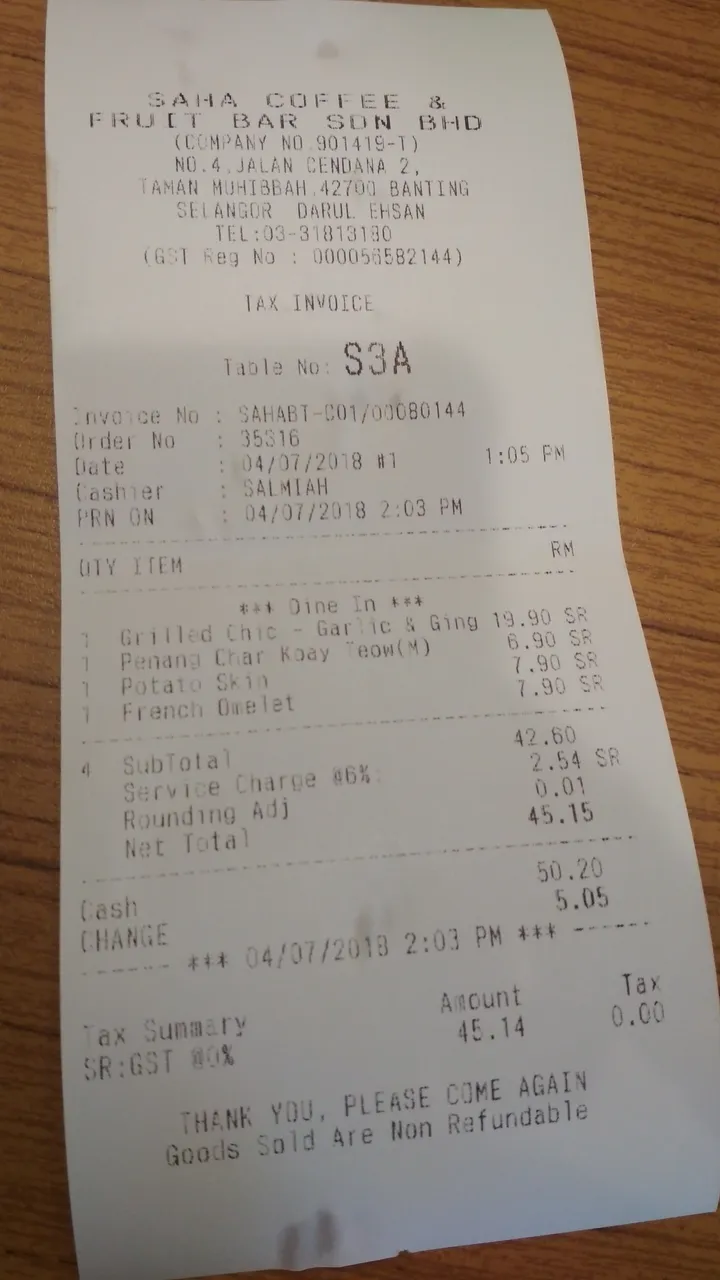 SAHA COFFEE &
FRUIT BAR SDN BHD
(COMPANY NO.901419-T)
NO.4,JALAN CENDANA 2,
TAMAN MUHIBBAH,42700 BANTING
SELANGOR DARUL EHSAN
TEL:03-31813190
(GST Reg No : 000056582144)
TAX INVOICE
Table No: S3A
Invoice No : SAHABT-C01/00080144
Order No : 35316
Date : 04/07/2018 #1 1:05 PM
Cashier : SALMIAH
PRN ON : 04/07/2018 2:03 PM
QTY ITEM RM
*** Dine In ***
1 Grilled Chic - Garlic & Ging 19.90 SR
1 Penang Char Koay Teow(M) 6.90 SR
1 Potato Skin 7.90 SR
1 French Omelet 7.90 SR
4 SubTotal 42.60
Service Charge @6%: 2.54 SR
Rounding Adj 0.01
Net Total 45.15
Cash 50.20
CHANGE 5.05
------ *** 04/07/2018 2:03 PM *** ------
Tax Summary Amount Tax
SR:GST @0% 45.14 0.00
THANK YOU, PLEASE COME AGAIN
Goods Sold Are Non Refundable